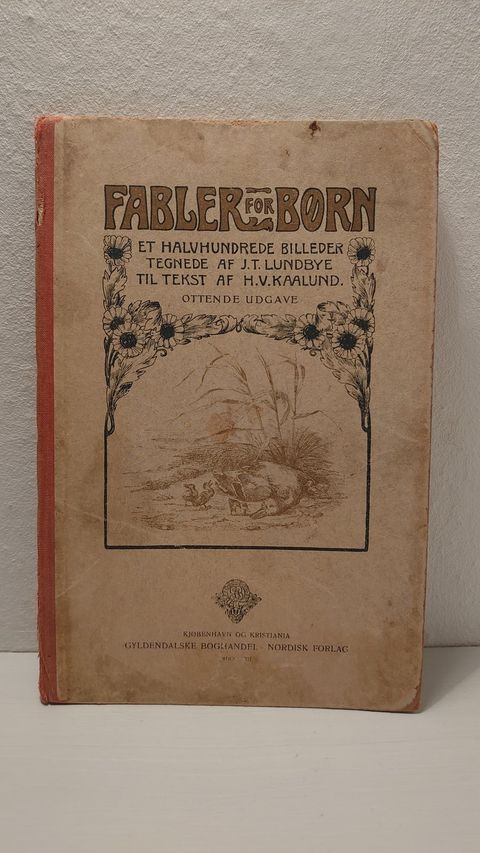 FABLER FOR BØRN
ET HALVHUNDREDE BILLEDER
TEGNEDE AF J.T. LUNDBYE
TIL TEKST AF H.V. KAALUND.
OTTENDE UDGAVE
KJØBENHAVN OG KRISTIANIA
GYLDENDALSKE BOGHANDEL · NORDISK FORLAG